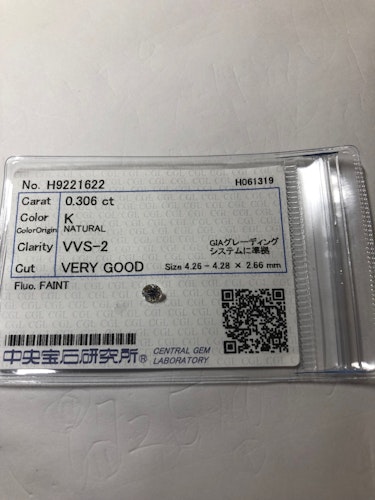 No. H9221622 H061319
Carat 0.306 ct
Color K
ColorOrigin NATURAL
Clarity VVS-2 GIAグレーディング
システムに準拠
Cut VERY GOOD Size 4.26 - 4.28 × 2.66 mm
Fluo. FAINT
中央宝石研究所® CENTRAL GEM
LABORATORY